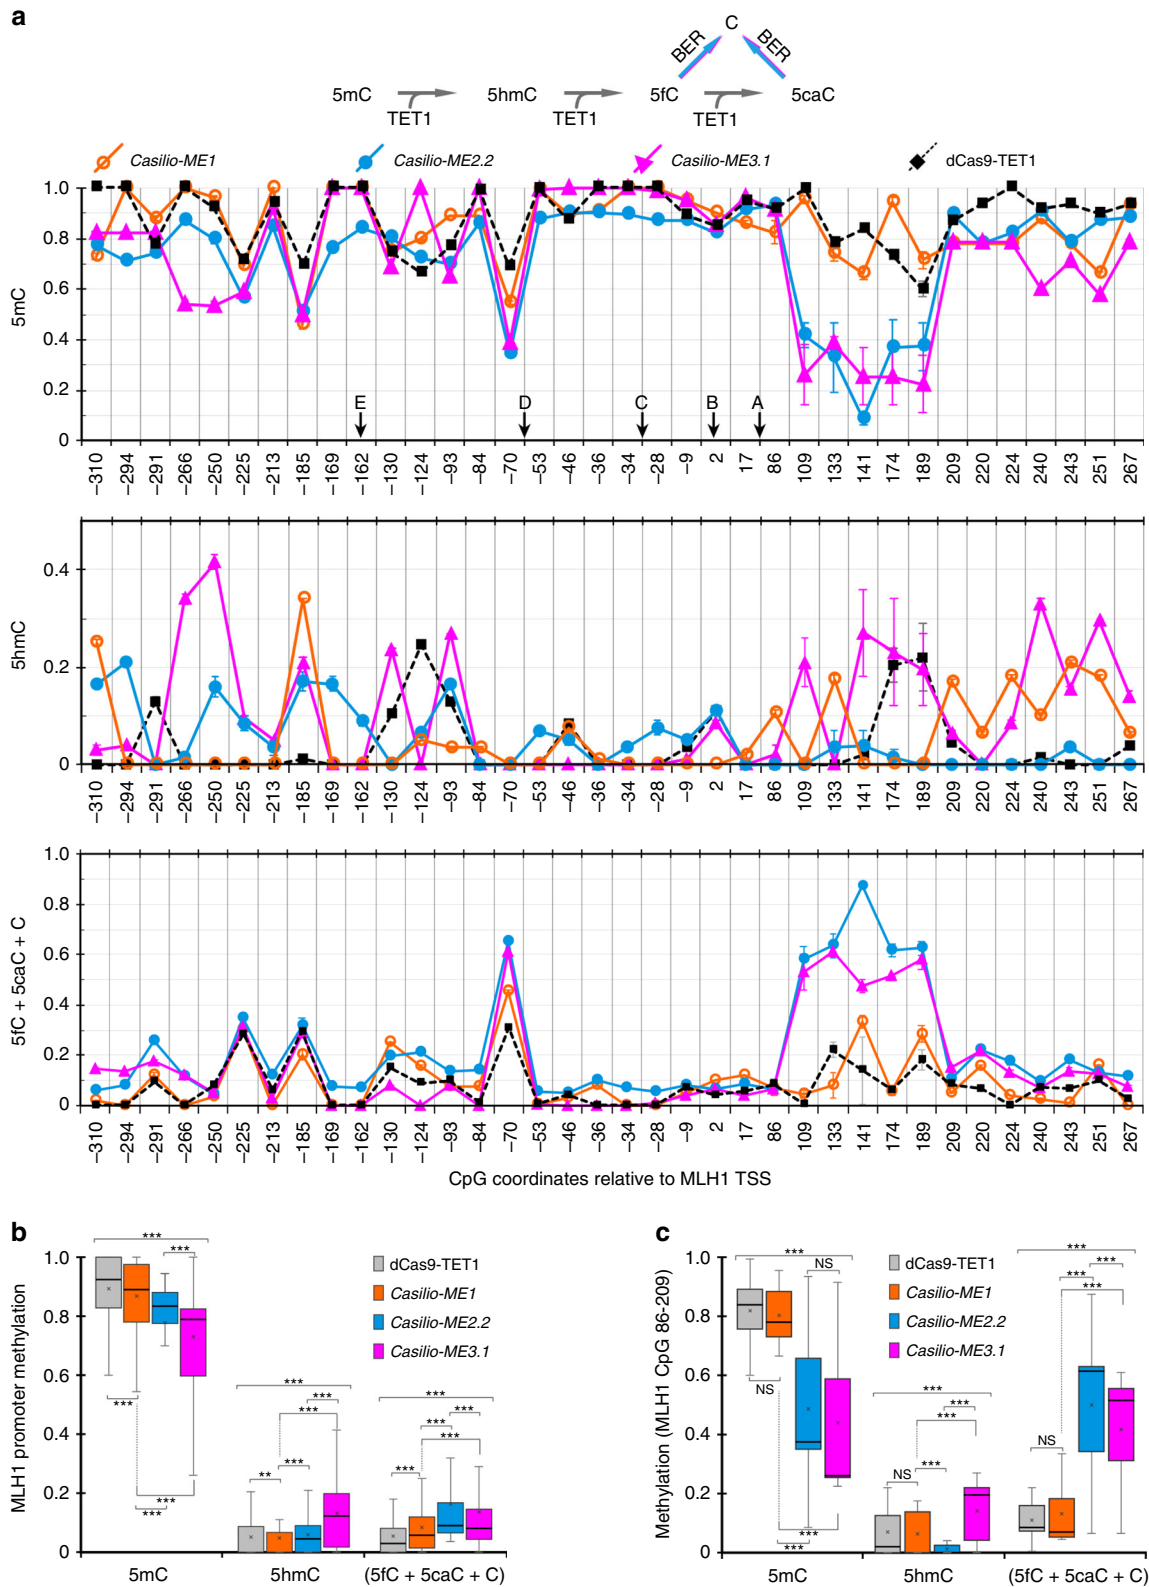 a
C
BER BER
5mC 5hmC 5fC 5caC
TET1 TET1 TET1
Casilio-ME1 Casilio-ME2.2 Casilio-ME3.1 dCas9-TET1
5mC
1.0
0.8
0.6
0.4
0.2
0
E D C B A
–310 –294 –291 –266 –250 –225 –213 –185 –169 –162 –130 –124 –93 –84 –70 –53 –46 –36 –34 –28 –9 2 17 86 109 133 141 174 189 209 220 224 240 243 251 267
5hmC
0.4
0.2
0
–310 –294 –291 –266 –250 –225 –213 –185 –169 –162 –130 –124 –93 –84 –70 –53 –46 –36 –34 –28 –9 2 17 86 109 133 141 174 189 209 220 224 240 243 251 267
5fC + 5caC + C
1.0
0.8
0.6
0.4
0.2
0
–310 –294 –291 –266 –250 –225 –213 –185 –169 –162 –130 –124 –93 –84 –70 –53 –46 –36 –34 –28 –9 2 17 86 109 133 141 174 189 209 220 224 240 243 251 267
CpG coordinates relative to MLH1 TSS
b
MLH1 promoter methylation
1.0
0.8
0.6
0.4
0.2
0
*** *** *** *** ***
dCas9-TET1
Casilio-ME1
Casilio-ME2.2
Casilio-ME3.1
*** *** *** ** ***
*** *** *** *** ***
5mC 5hmC (5fC + 5caC + C)
c
Methylation (MLH1 CpG 86-209)
1.0
0.8
0.6
0.4
0.2
0
*** NS NS *** ***
dCas9-TET1
Casilio-ME1
Casilio-ME2.2
Casilio-ME3.1
*** *** *** NS ***
*** *** *** *** NS
5mC 5hmC (5fC + 5caC + C)